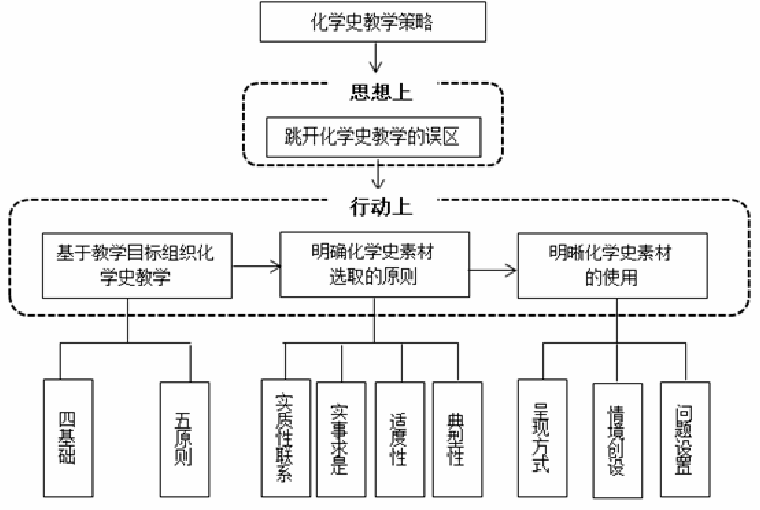 化学史教学策略
思想上
跳开化学史教学的误区
行动上
基于教学目标组织化
学史教学
明确化学史素材
选取的原则
明晰化学史素材
的使用
四基础
五原则
实质性联系
实事求是
适度性
典型性
呈现方式
情境创设
问题设置